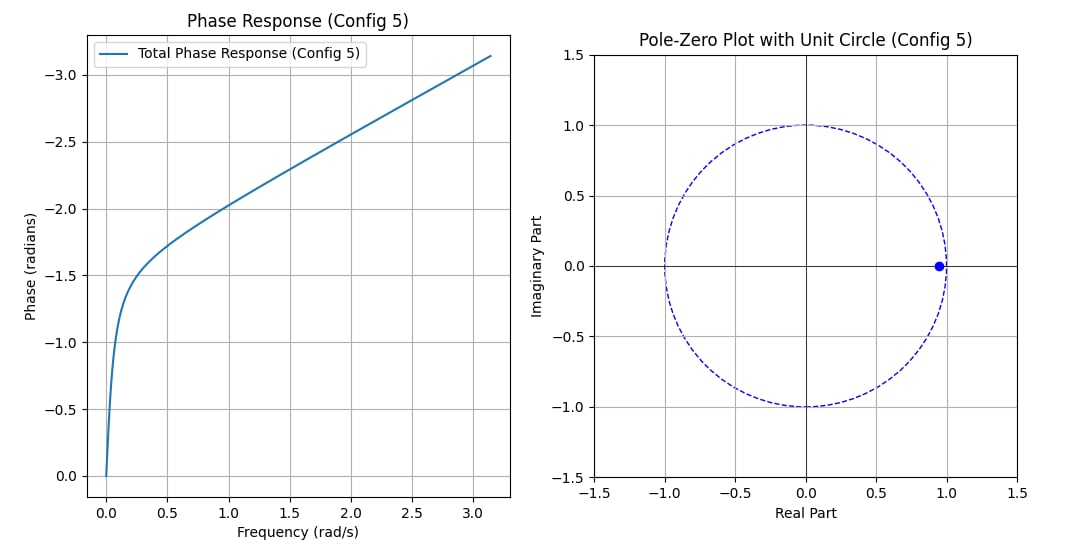 Phase Response (Config 5)
Total Phase Response (Config 5)
−3.0
−2.5
−2.0
−1.5
−1.0
−0.5
0.0
Phase (radians)
0.0 0.5 1.0 1.5 2.0 2.5 3.0
Frequency (rad/s)
Pole-Zero Plot with Unit Circle (Config 5)
1.5
1.0
0.5
0.0
−0.5
−1.0
−1.5
Imaginary Part
−1.5 −1.0 −0.5 0.0 0.5 1.0 1.5
Real Part